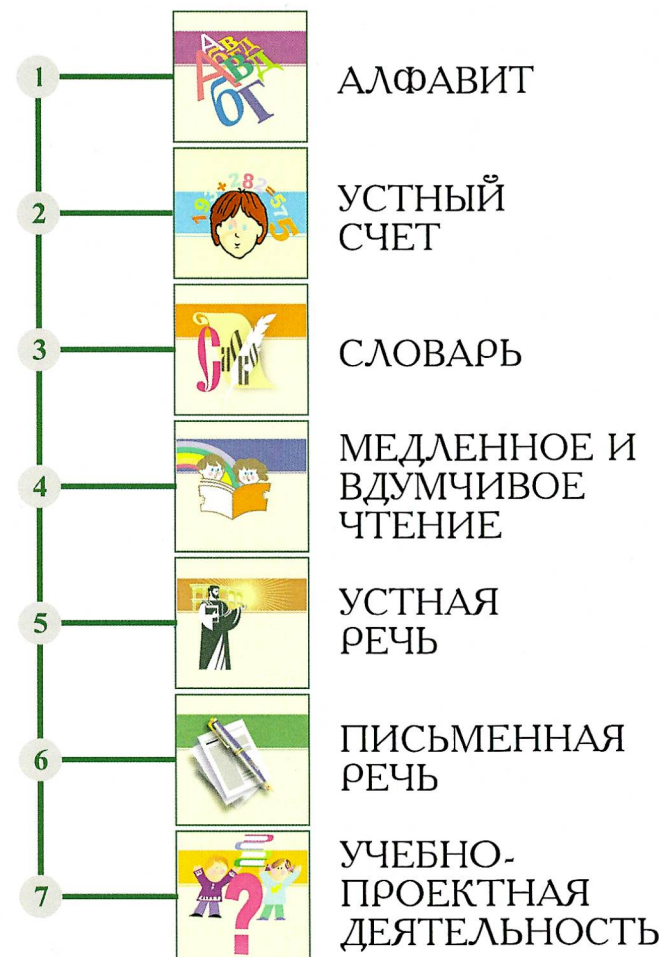 1
АЛФАВИТ
2
УСТНЫЙ
СЧЕТ
3
СЛОВАРЬ
4
МЕДЛЕННОЕ И
ВДУМЧИВОЕ
ЧТЕНИЕ
5
УСТНАЯ
РЕЧЬ
6
ПИСЬМЕННАЯ
РЕЧЬ
7
УЧЕБНО-
ПРОЕКТНАЯ
ДЕЯТЕЛЬНОСТЬ